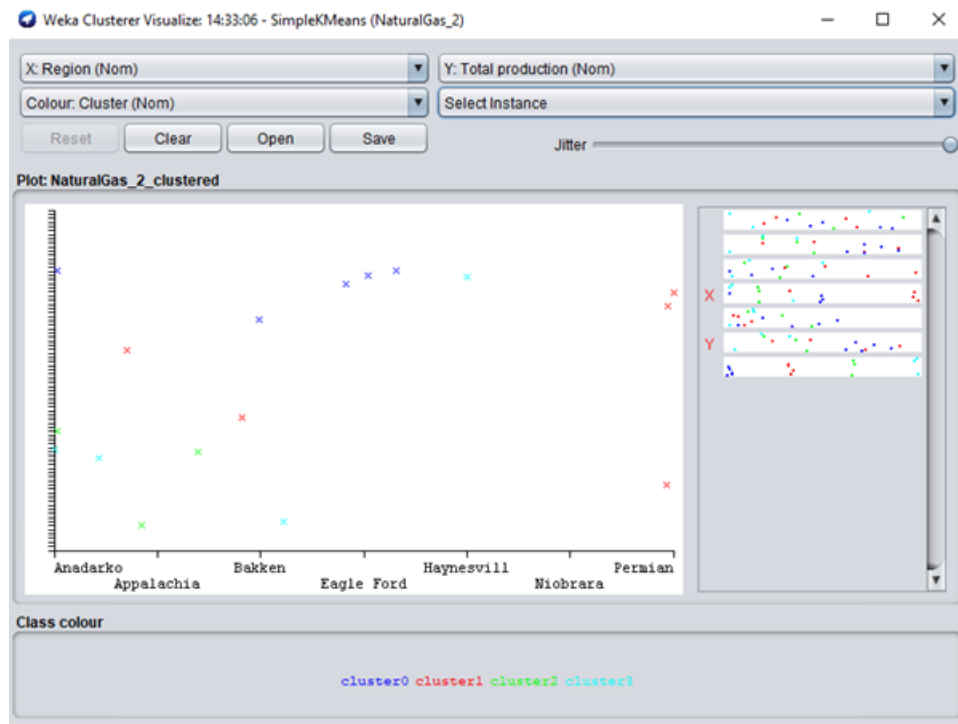 Weka Clusterer Visualize: 14:33:06 - SimpleKMeans (NaturalGas_2)
X: Region (Nom)
Y: Total production (Nom)
Colour: Cluster (Nom)
Select Instance
Reset Clear Open Save
Jitter
Plot: NaturalGas_2_clustered
X
Y
Anadarko Bakken Haynesvill Permian
Appalachia Eagle Ford Niobrara
Class colour
cluster0 cluster1 cluster2 cluster3